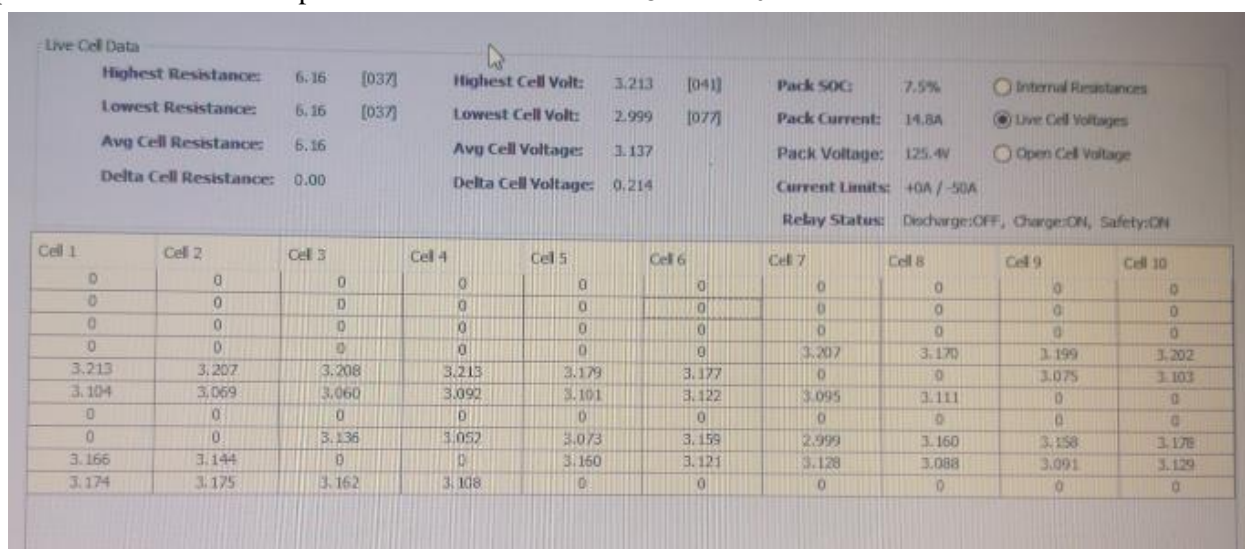 Live Cell Data
Highest Resistance: 6.16 [037] Highest Cell Volt: 3.213 [041] Pack SOC: 7.5% Internal Resistances
Lowest Resistance: 6.16 [037] Lowest Cell Volt: 2.999 [077] Pack Current: 14.8A Live Cell Voltages
Avg Cell Resistance: 6.16 Avg Cell Voltage: 3.137 Pack Voltage: 125.4V Open Cell Voltage
Delta Cell Resistance: 0.00 Delta Cell Voltage: 0.214 Current Limits: +0A / -50A
Relay Status: Discharge:OFF, Charge:ON, Safety:ON
Cell 1 Cell 2 Cell 3 Cell 4 Cell 5 Cell 6 Cell 7 Cell 8 Cell 9 Cell 10
0 0 0 0 0 0 0 0 0 0
0 0 0 0 0 0 0 0 0 0
0 0 0 0 0 0 0 0 0 0
0 0 0 0 0 0 3.207 3.170 3.199 3.202
3.213 3.207 3.208 3.213 3.179 3.177 0 0 3.075 3.103
3.104 3.069 3.060 3.092 3.101 3.122 3.095 3.111 0 0
0 0 0 0 0 0 0 0 0 0
0 0 3.136 3.052 3.073 3.159 2.999 3.160 3.158 3.178
3.166 3.144 0 0 3.160 3.121 3.128 3.088 3.091 3.129
3.174 3.175 3.162 3.108 0 0 0 0 0 0